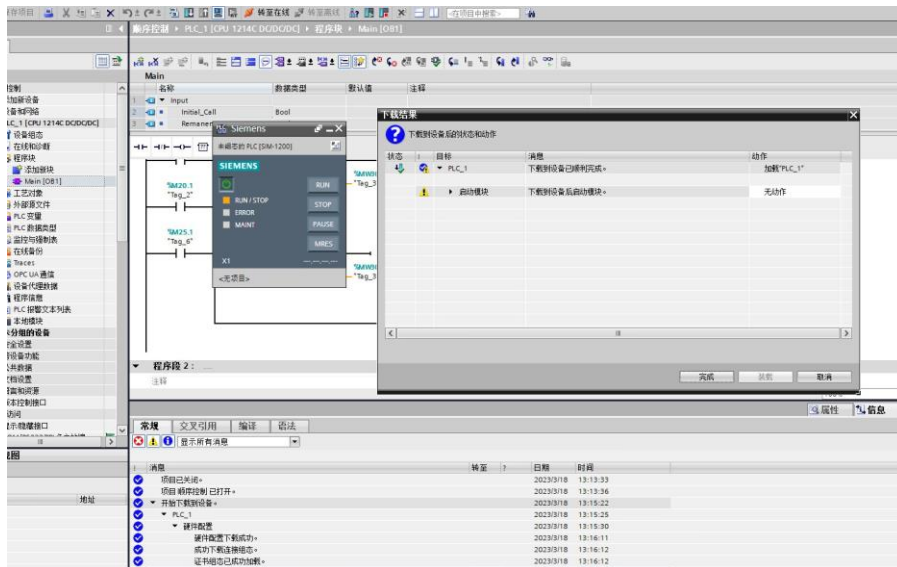 存项目
转至在线
转至离线
<在项目中搜索>
顺序控制 ▸ PLC_1 [CPU 1214C DC/DC/DC] ▸ 程序块 ▸ Main [OB1]
Main
名称 数据类型 默认值 注释
1 Input
2 Initial_Call Bool
3
设备组态
在线和诊断
程序块
添加新块
Main [OB1]
工艺对象
外部源文件
PLC 变量
PLC 数据类型
监控与强制表
在线备份
Traces
OPC UA 通信
设备代理数据
程序信息
PLC 报警文本列表
本地模块
%M20.1
"Tag_2"
%M25.1
"Tag_6"
Siemens
未组态的 PLC [SIM-1200]
SIEMENS
RUN / STOP
ERROR
MAINT
RUN
STOP
PAUSE
MRES
X1
<无项目>
下载结果
下载到设备后的状态和动作
状态 ! 目标 消息 动作
PLC_1 下载到设备已顺利完成。 加载"PLC_1"
启动模块 下载到设备后启动模块。 无动作
完成 装载 取消
程序段 2：
注释
属性 信息
常规 交叉引用 编译 语法
显示所有消息
! 消息 转至 ? 日期 时间
项目已关闭。 2023/3/18 13:13:33
项目 顺序控制 已打开。 2023/3/18 13:13:36
开始下载到设备。 2023/3/18 13:15:22
PLC_1 2023/3/18 13:15:25
硬件配置 2023/3/18 13:15:30
硬件配置下载成功。 2023/3/18 13:16:11
成功下载连接组态。 2023/3/18 13:16:12
证书组态已成功加载。 2023/3/18 13:16:12
地址